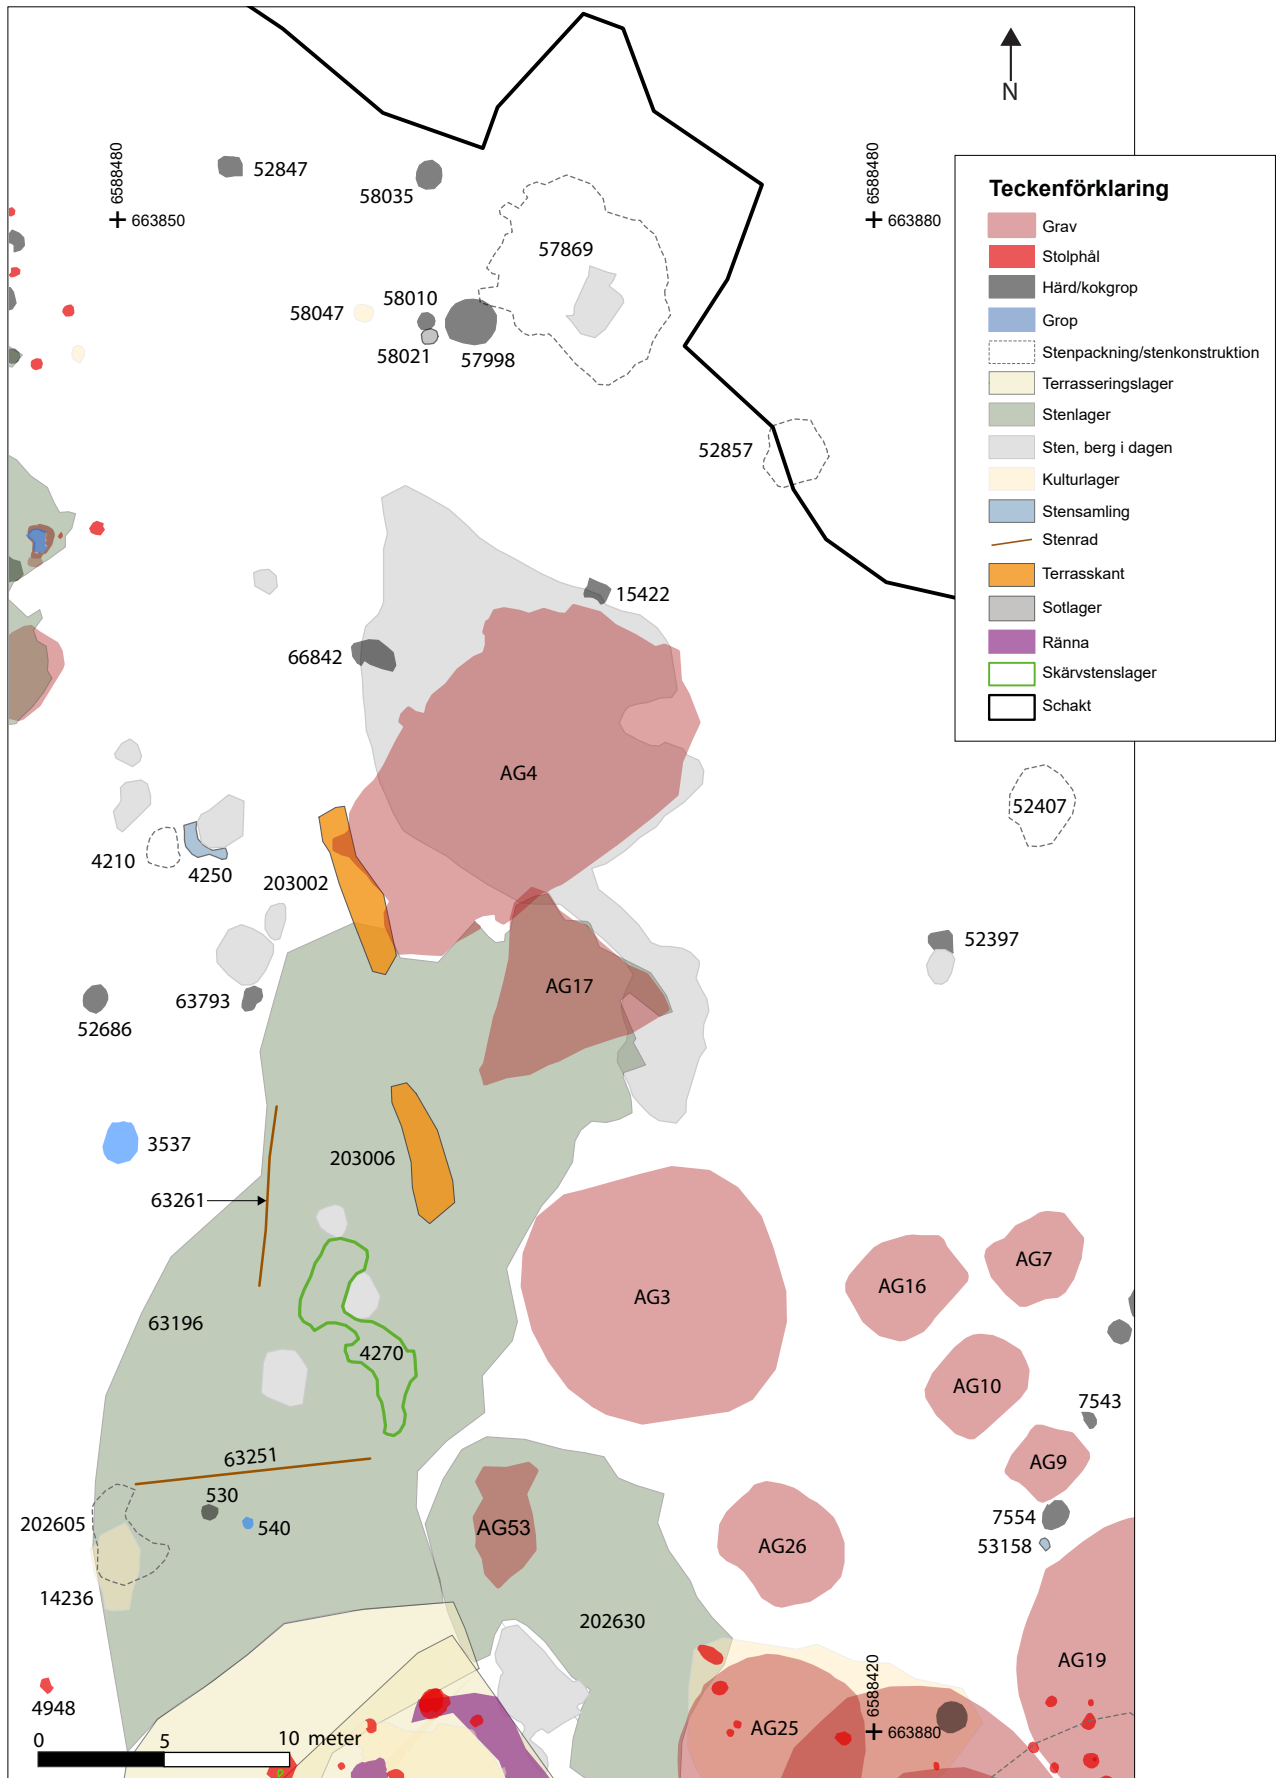 N
6588480
663850
52847
58035
6588480
663880
57869
58047
58010
58021
57998
52857
Teckenförklaring
Grav
Stolphål
Härd/kokgrop
Grop
Stenpackning/stenkonstruktion
Terrasseringslager
Stenlager
Sten, berg i dagen
Kulturlager
Stensamling
Stenrad
Terrasskant
Sotlager
Ränna
Skärvstenslager
Schakt
15422
66842
AG4
52407
4210
4250
203002
52397
AG17
63793
52686
3537
203006
63261
AG7
AG16
AG3
63196
4270
AG10
7543
63251
AG9
530
202605
540
AG53
7554
AG26
53158
14236
202630
AG19
6588420
4948
AG25
663880
0 5 10 meter